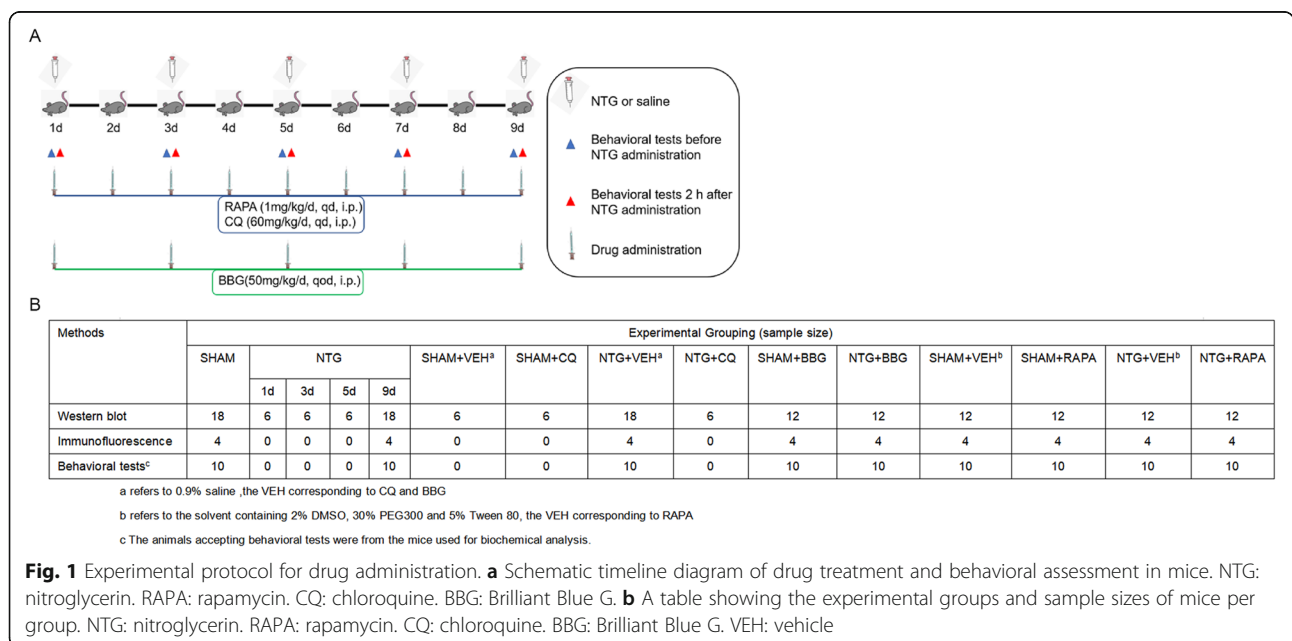 A
1d 2d 3d 4d 5d 6d 7d 8d 9d
RAPA (1mg/kg/d, qd, i.p.)
CQ (60mg/kg/d, qd, i.p.)
BBG(50mg/kg/d, qod, i.p.)
NTG or saline
Behavioral tests before
NTG administration
Behavioral tests 2 h after
NTG administration
Drug administration
B
Methods Experimental Grouping (sample size)
SHAM NTG SHAM+VEHa SHAM+CQ NTG+VEHa NTG+CQ SHAM+BBG NTG+BBG SHAM+VEHb SHAM+RAPA NTG+VEHb NTG+RAPA
1d 3d 5d 9d
Western blot 18 6 6 6 18 6 6 18 6 12 12 12 12 12 12
Immunofluorescence 4 0 0 0 4 0 0 4 0 4 4 4 4 4 4
Behavioral testsc 10 0 0 0 10 0 0 10 0 10 10 10 10 10 10
a refers to 0.9% saline ,the VEH corresponding to CQ and BBG
b refers to the solvent containing 2% DMSO, 30% PEG300 and 5% Tween 80, the VEH corresponding to RAPA
c The animals accepting behavioral tests were from the mice used for biochemical analysis.
Fig. 1 Experimental protocol for drug administration. a Schematic timeline diagram of drug treatment and behavioral assessment in mice. NTG:
nitroglycerin. RAPA: rapamycin. CQ: chloroquine. BBG: Brilliant Blue G. b A table showing the experimental groups and sample sizes of mice per
group. NTG: nitroglycerin. RAPA: rapamycin. CQ: chloroquine. BBG: Brilliant Blue G. VEH: vehicle